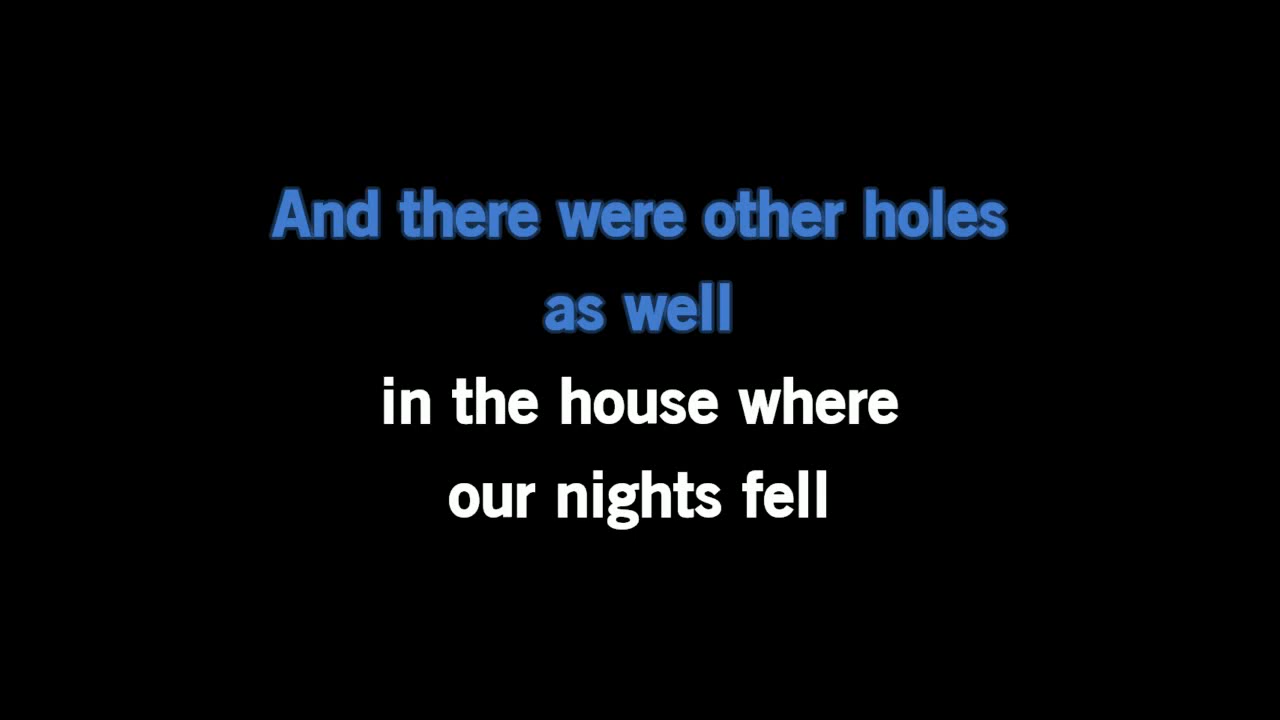 And there were other holes
as well
in the house where
our nights fell